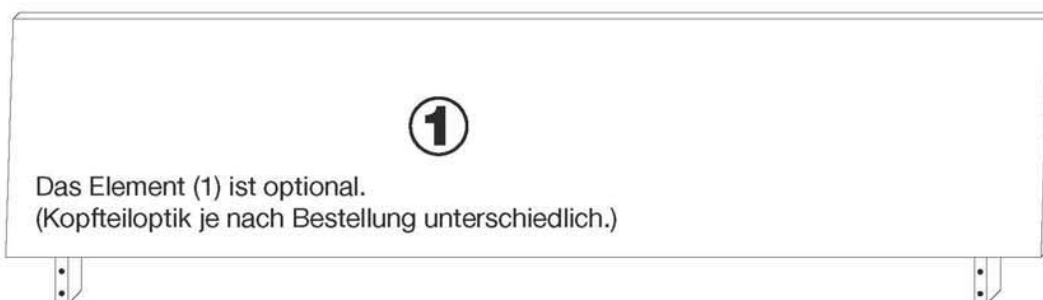 1
Das Element (1) ist optional.
(Kopfteiloptik je nach Bestellung unterschiedlich.)